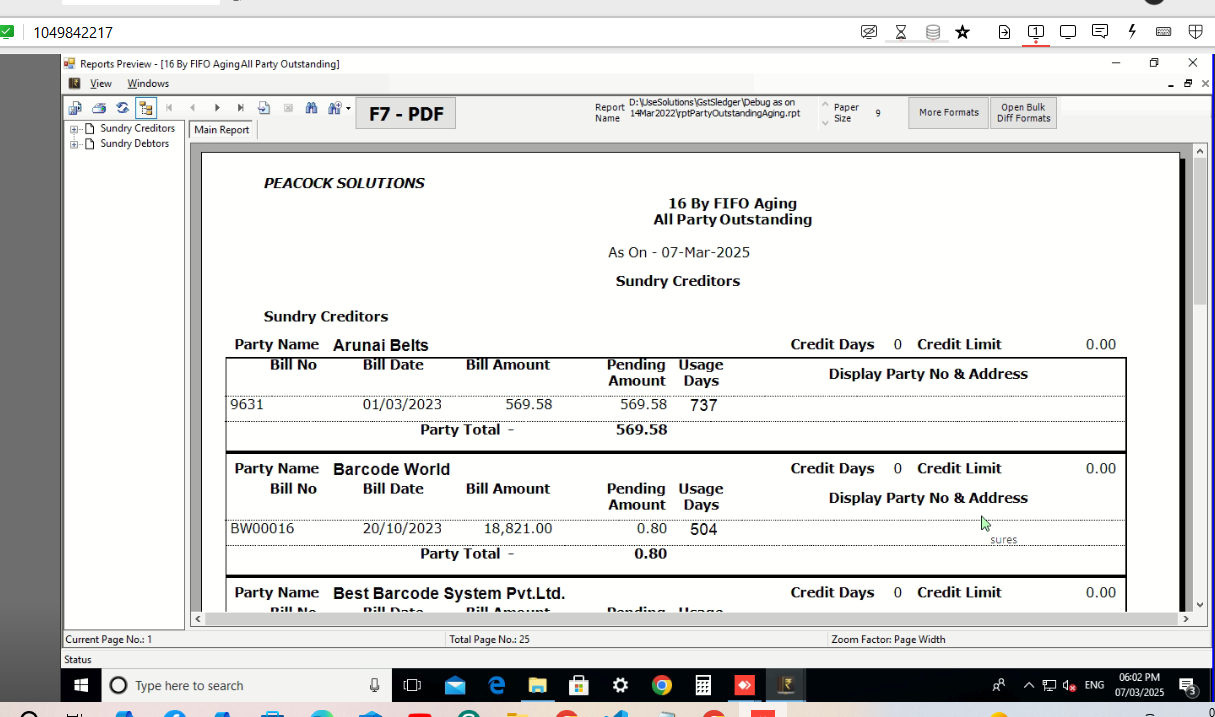 1049842217
Reports Preview - [16 By FIFO Aging All Party Outstanding]
View Windows
F7 - PDF
Report Name D:\UseSolutions\GstSledger\Debug as on 14Mar2022\rptPartyOutstandingAging.rpt
Paper Size 9
More Formats
Open Bulk Diff Formats
Sundry Creditors
Sundry Debtors
Main Report
PEACOCK SOLUTIONS
16 By FIFO Aging
All Party Outstanding
As On - 07-Mar-2025
Sundry Creditors
Sundry Creditors
Party Name Arunai Belts Credit Days 0 Credit Limit 0.00
Bill No Bill Date Bill Amount Pending Amount Usage Days Display Party No & Address
9631 01/03/2023 569.58 569.58 737
Party Total - 569.58
Party Name Barcode World Credit Days 0 Credit Limit 0.00
Bill No Bill Date Bill Amount Pending Amount Usage Days Display Party No & Address
BW00016 20/10/2023 18,821.00 0.80 504
sures
Party Total - 0.80
Party Name Best Barcode System Pvt.Ltd. Credit Days 0 Credit Limit 0.00
Bill No Bill Date Bill Amount Pending Usage
Current Page No.: 1 Total Page No.: 25 Zoom Factor: Page Width
Status
Type here to search
ENG
06:02 PM
07/03/2025
3